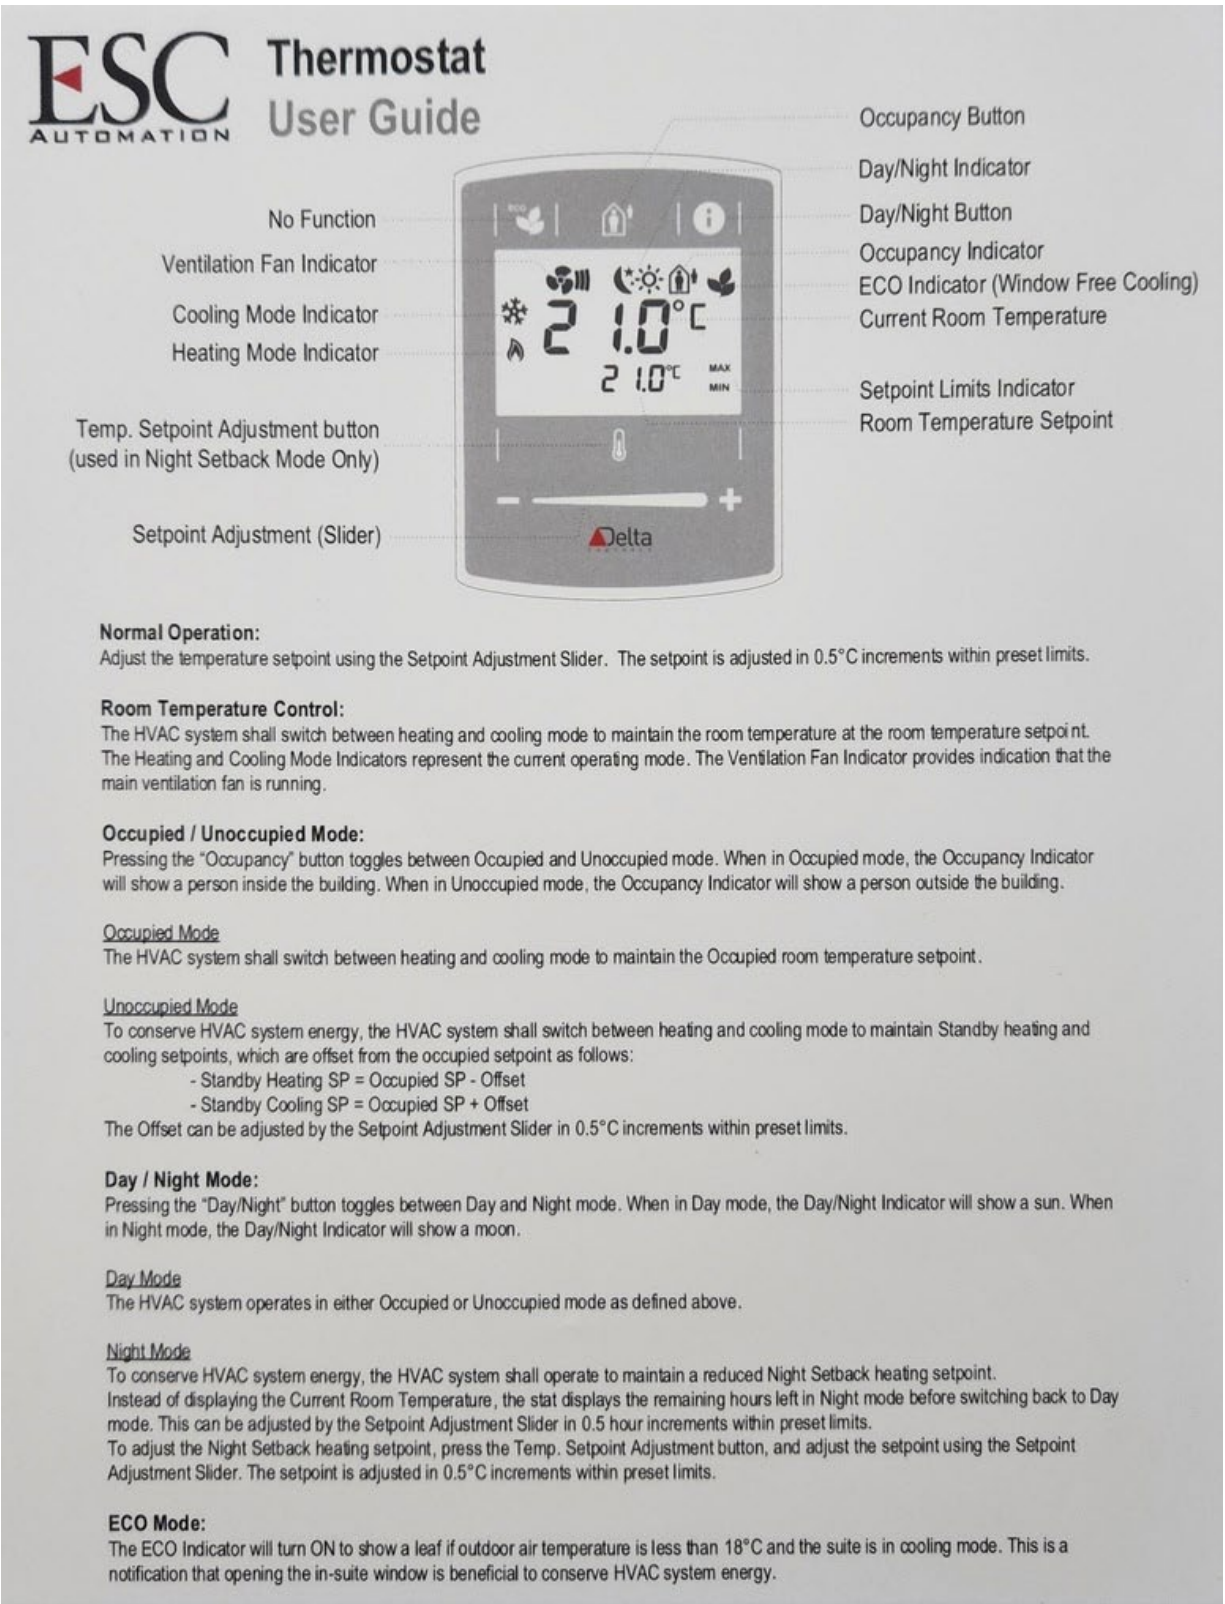 ESC
AUTOMATION
Thermostat
User Guide
Occupancy Button
Day/Night Indicator
Day/Night Button
Occupancy Indicator
ECO Indicator (Window Free Cooling)
Current Room Temperature
Setpoint Limits Indicator
Room Temperature Setpoint
No Function
Ventilation Fan Indicator
Cooling Mode Indicator
Heating Mode Indicator
Temp. Setpoint Adjustment button
(used in Night Setback Mode Only)
Setpoint Adjustment (Slider)
ECO
i
21.0°C
21.0°C
MAX
MIN
- +
Delta
Normal Operation:
Adjust the temperature setpoint using the Setpoint Adjustment Slider. The setpoint is adjusted in 0.5°C increments within preset limits.
Room Temperature Control:
The HVAC system shall switch between heating and cooling mode to maintain the room temperature at the room temperature setpoint.
The Heating and Cooling Mode Indicators represent the current operating mode. The Ventilation Fan Indicator provides indication that the
main ventilation fan is running.
Occupied / Unoccupied Mode:
Pressing the “Occupancy” button toggles between Occupied and Unoccupied mode. When in Occupied mode, the Occupancy Indicator
will show a person inside the building. When in Unoccupied mode, the Occupancy Indicator will show a person outside the building.
Occupied Mode
The HVAC system shall switch between heating and cooling mode to maintain the Occupied room temperature setpoint.
Unoccupied Mode
To conserve HVAC system energy, the HVAC system shall switch between heating and cooling mode to maintain Standby heating and
cooling setpoints, which are offset from the occupied setpoint as follows:
- Standby Heating SP = Occupied SP - Offset
- Standby Cooling SP = Occupied SP + Offset
The Offset can be adjusted by the Setpoint Adjustment Slider in 0.5°C increments within preset limits.
Day / Night Mode:
Pressing the “Day/Night” button toggles between Day and Night mode. When in Day mode, the Day/Night Indicator will show a sun. When
in Night mode, the Day/Night Indicator will show a moon.
Day Mode
The HVAC system operates in either Occupied or Unoccupied mode as defined above.
Night Mode
To conserve HVAC system energy, the HVAC system shall operate to maintain a reduced Night Setback heating setpoint.
Instead of displaying the Current Room Temperature, the stat displays the remaining hours left in Night mode before switching back to Day
mode. This can be adjusted by the Setpoint Adjustment Slider in 0.5 hour increments within preset limits.
To adjust the Night Setback heating setpoint, press the Temp. Setpoint Adjustment button, and adjust the setpoint using the Setpoint
Adjustment Slider. The setpoint is adjusted in 0.5°C increments within preset limits.
ECO Mode:
The ECO Indicator will turn ON to show a leaf if outdoor air temperature is less than 18°C and the suite is in cooling mode. This is a
notification that opening the in-suite window is beneficial to conserve HVAC system energy.